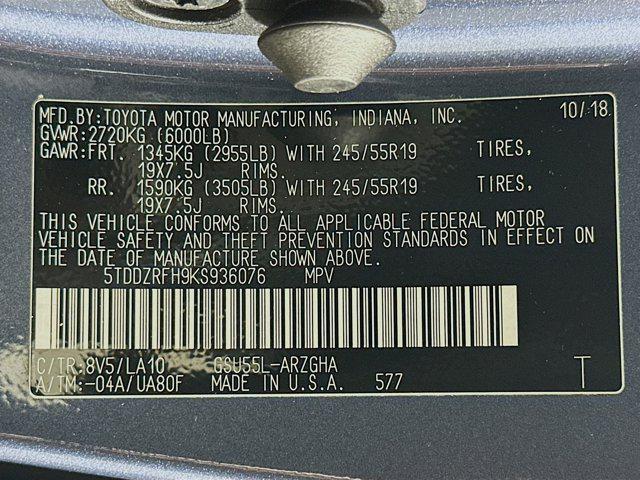 MFD.BY:TOYOTA MOTOR MANUFACTURING, INDIANA, INC. 10/18
GVWR:2720KG (6000LB)
GAWR:FRT. 1345KG (2955LB) WITH 245/55R19 TIRES,
19X7.5J RIMS.
RR. 1590KG (3505LB) WITH 245/55R19 TIRES,
19X7.5J RIMS.
THIS VEHICLE CONFORMS TO ALL APPLICABLE FEDERAL MOTOR
VEHICLE SAFETY AND THEFT PREVENTION STANDARDS IN EFFECT ON
THE DATE OF MANUFACTURE SHOWN ABOVE.
5TDDZRFH9KS936076 MPV
C/TR:8V5/LA10 GSU55L-ARZGHA
A/TM:-04A/UA80F MADE IN U.S.A. 577 T